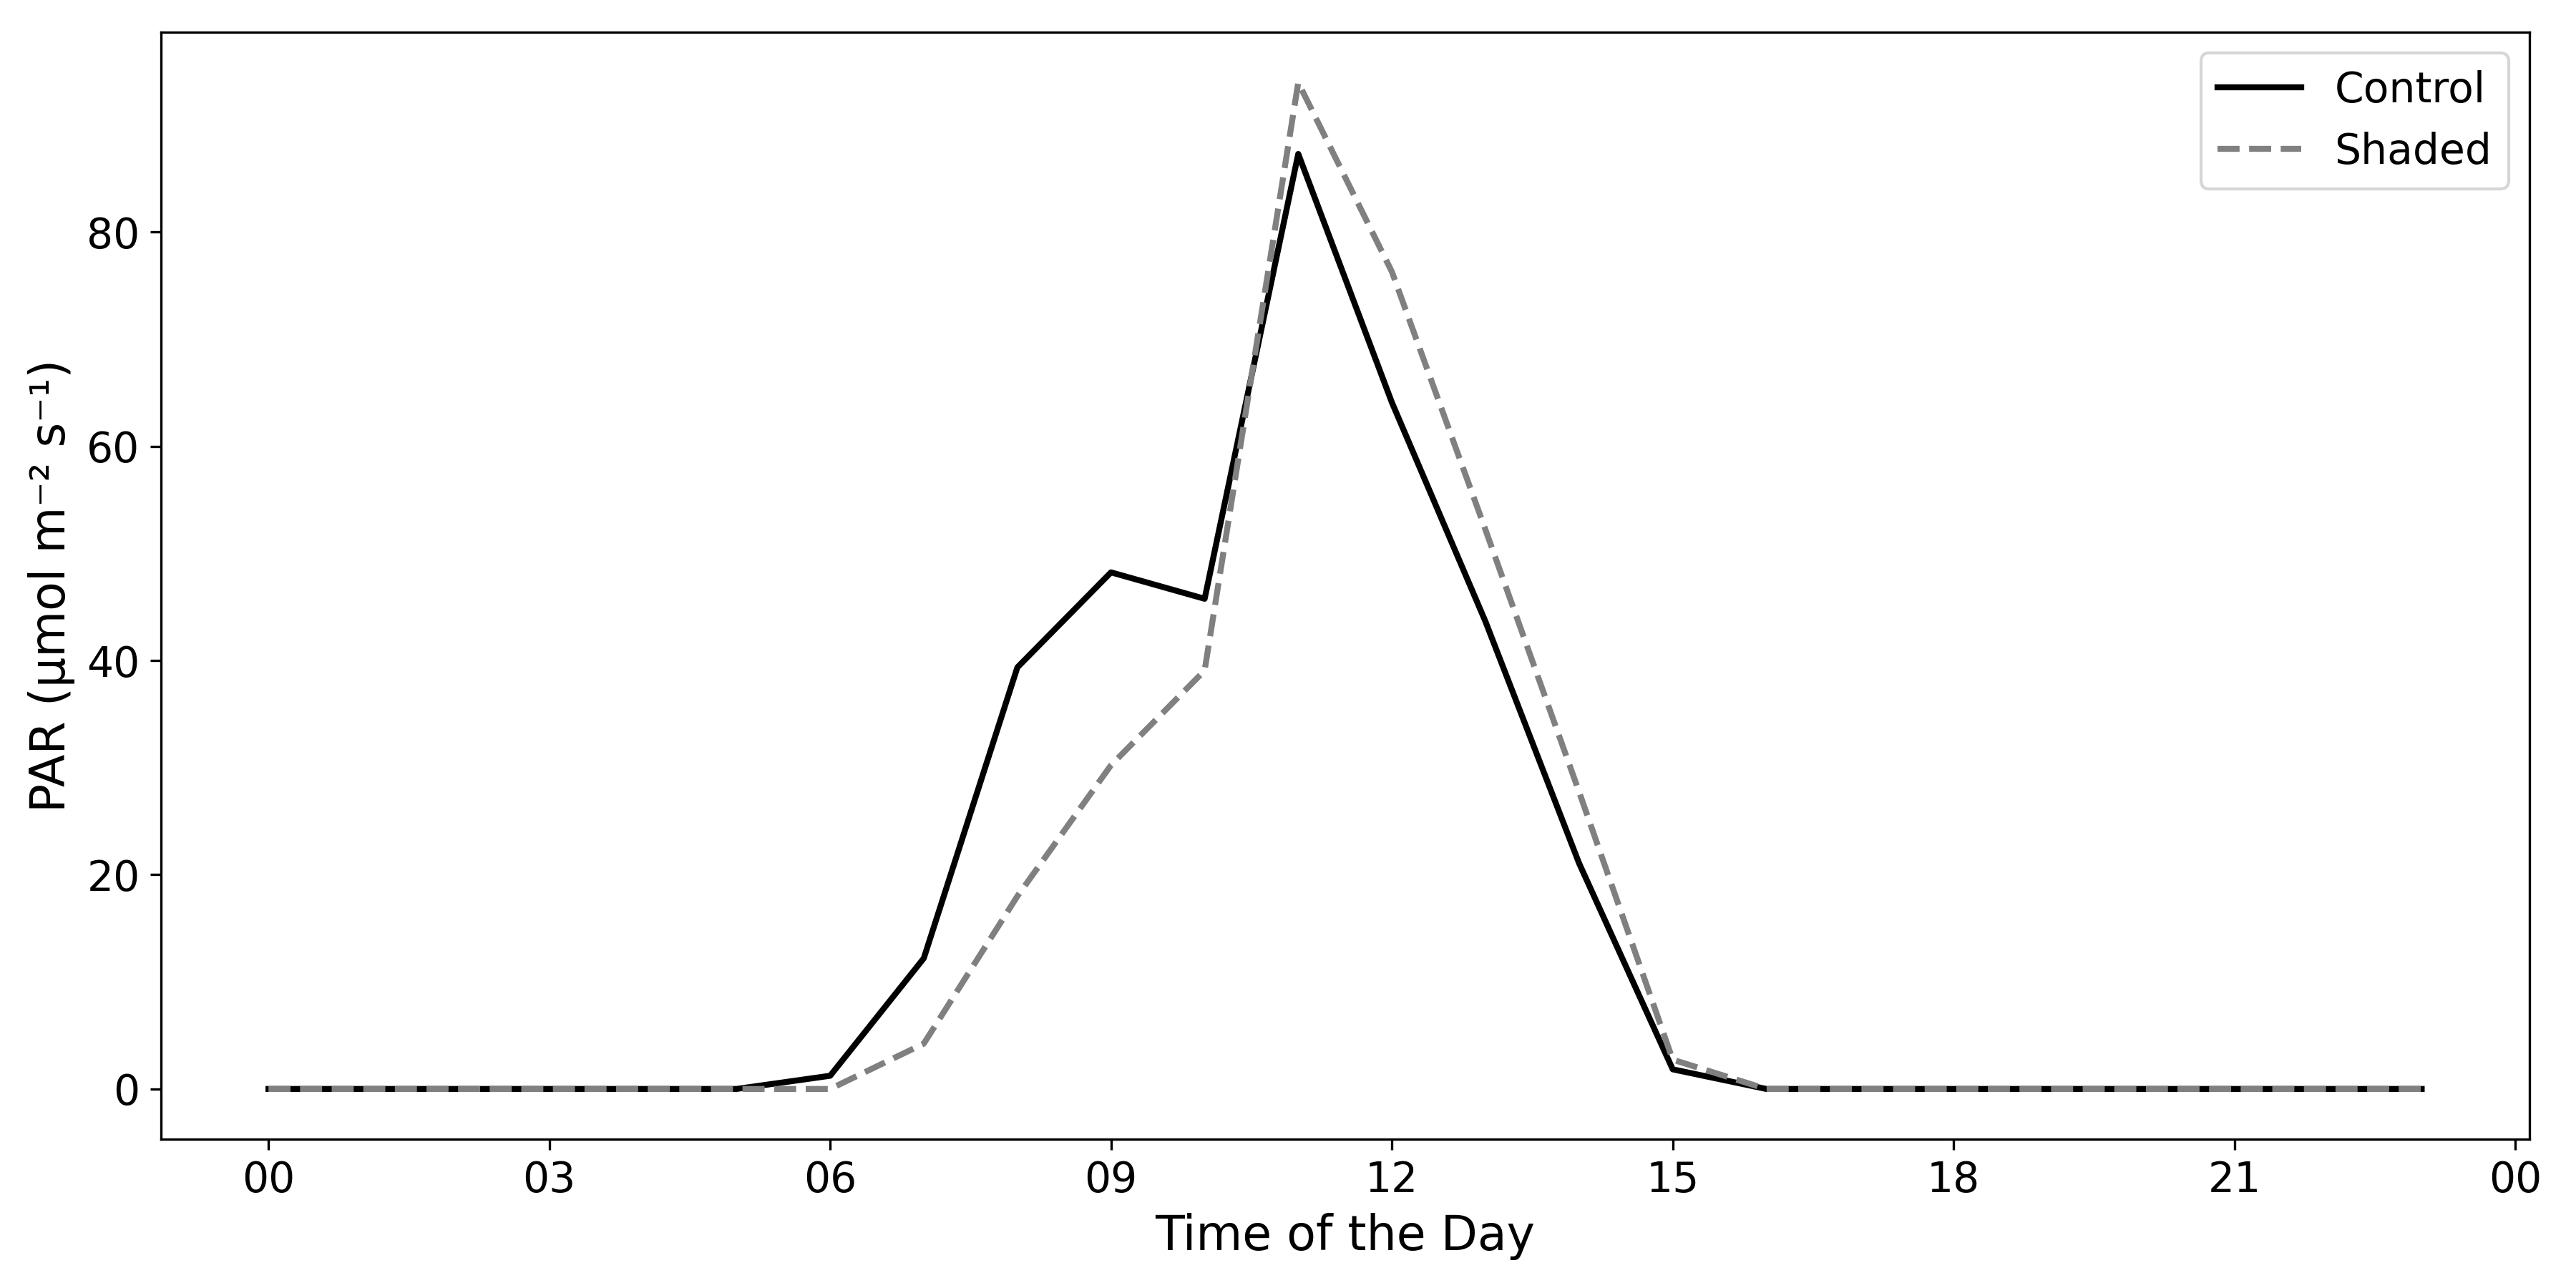 Control
Shaded
PAR (μmol m⁻² s⁻¹)
80
60
40
20
0
00 03 06 09 12 15 18 21 00
Time of the Day